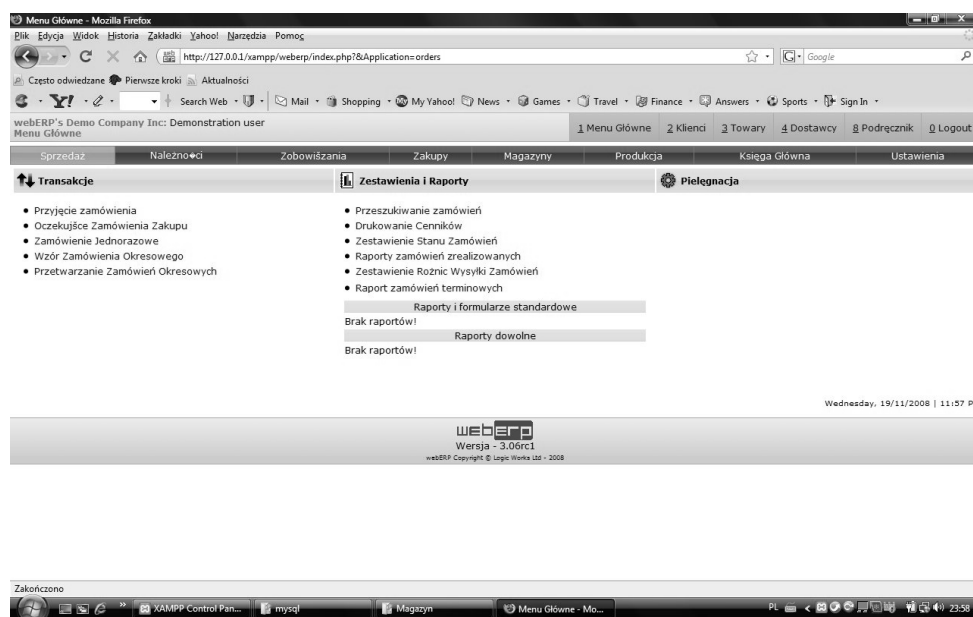 Menu Główne - Mozilla Firefox
Plik Edycja Widok Historia Zakładki Yahoo! Narzędzia Pomoc
http://127.0.0.1/xampp/weberp/index.php?&Application=orders
Google
Często odwiedzane Pierwsze kroki Aktualności
Y! Search Web Mail Shopping My Yahoo! News Games Travel Finance Answers Sports Sign In
webERP's Demo Company Inc: Demonstration user
Menu Główne
1 Menu Główne 2 Klienci 3 Towary 4 Dostawcy 8 Podręcznik 0 Logout
Sprzedaż Należno�ci Zobowišzania Zakupy Magazyny Produkcja Księga Główna Ustawienia
Transakcje
Przyjęcie zamówienia
Oczekujšce Zamówienia Zakupu
Zamówienie Jednorazowe
Wzór Zamówienia Okresowego
Przetwarzanie Zamówień Okresowych
Zestawienia i Raporty
Przeszukiwanie zamówień
Drukowanie Cenników
Zestawienie Stanu Zamówień
Raporty zamówień zrealizowanych
Zestawienie Rożnic Wysyłki Zamówień
Raport zamówień terminowych
Raporty i formularze standardowe
Brak raportów!
Raporty dowolne
Brak raportów!
Pielęgnacja
Wednesday, 19/11/2008 | 11:57 P
weberp
Wersja - 3.06rc1
webERP Copyright © Logic Works Ltd - 2008
Zakończono
XAMPP Control Pan... mysql Magazyn Menu Główne - Mo... PL 23:58